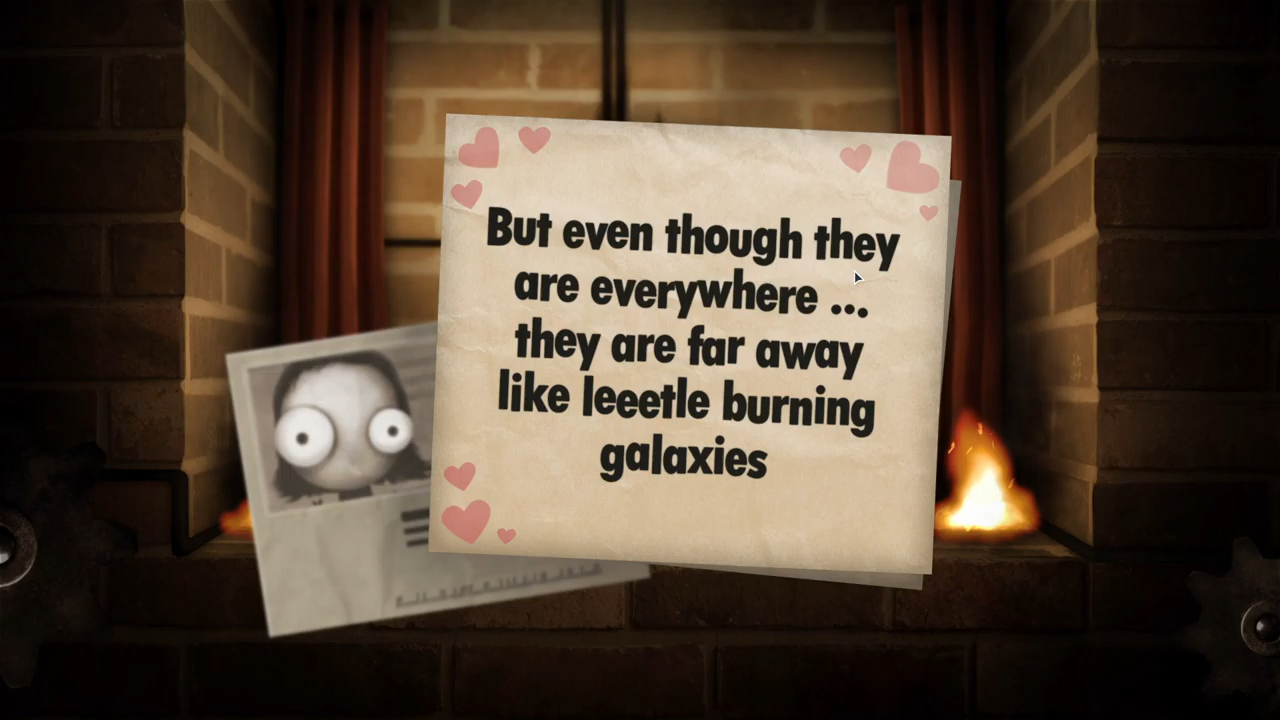 But even though they
are everywhere ...
they are far away
like leeetle burning
galaxies